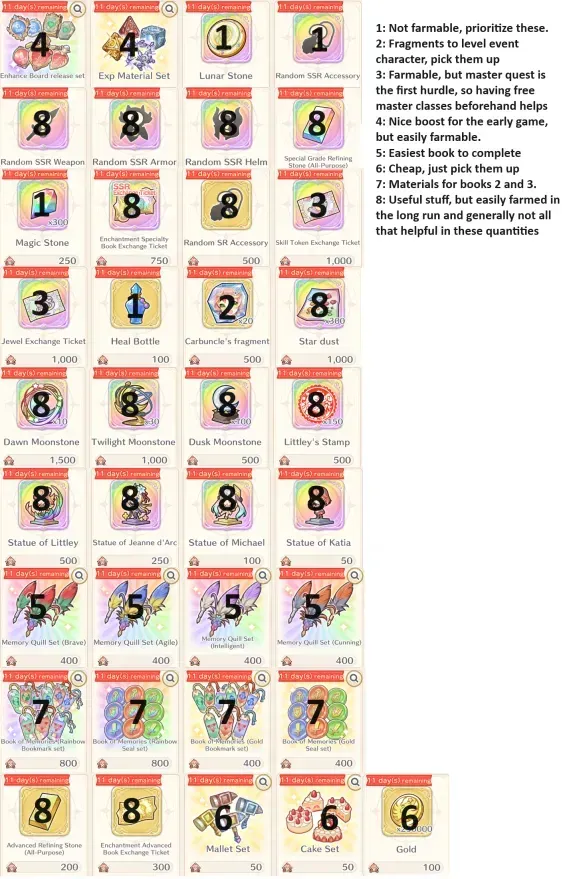 11 day(s) remaining 11 day(s) remaining 11 day(s) remaining 11 day(s) remaining
4 4 1 1
Enhance Board release set Exp Material Set Lunar Stone Random SSR Accessory
1: Not farmable, prioritize these.
2: Fragments to level event
character, pick them up
3: Farmable, but master quest is
the first hurdle, so having free
master classes beforehand helps
4: Nice boost for the early game,
but easily farmable.
5: Easiest book to complete
6: Cheap, just pick them up
7: Materials for books 2 and 3.
8: Useful stuff, but easily farmed in
the long run and generally not all
that helpful in these quantities
11 day(s) remaining 11 day(s) remaining 11 day(s) remaining 11 day(s) remaining
8 8 8 8
Random SSR Weapon Random SSR Armor Random SSR Helm Special Grade Refining
Stone (All-Purpose)
11 day(s) remaining 11 day(s) remaining 11 day(s) remaining 11 day(s) remaining
SSR
Exchange Ticket
1 8 8 3
x300
Magic Stone Enchantment Specialty
Book Exchange Ticket Random SR Accessory Skill Token Exchange Ticket
250 750 500 1,000
11 day(s) remaining 11 day(s) remaining 11 day(s) remaining 11 day(s) remaining
3 1 2 8
x20 x300
Jewel Exchange Ticket Heal Bottle Carbuncle's fragment Star dust
1,000 100 500 1,000
11 day(s) remaining 11 day(s) remaining 11 day(s) remaining 11 day(s) remaining
8 8 8 8
x10 x30 x100 x150
Dawn Moonstone Twilight Moonstone Dusk Moonstone Littley's Stamp
1,500 1,000 500 500
11 day(s) remaining 11 day(s) remaining 11 day(s) remaining 11 day(s) remaining
8 8 8 8
Statue of Littley Statue of Jeanne d'Arc Statue of Michael Statue of Katia
500 250 100 50
11 day(s) remaining 11 day(s) remaining 11 day(s) remaining 11 day(s) remaining
5 5 5 5
Memory Quill Set (Brave) Memory Quill Set (Agile) Memory Quill Set
(Intelligent) Memory Quill Set (Cunning)
400 400 400 400
11 day(s) remaining 11 day(s) remaining 11 day(s) remaining 11 day(s) remaining
7 7 7 7
Book of Memories (Rainbow
Bookmark set) Book of Memories (Rainbow
Seal set) Book of Memories (Gold
Bookmark set) Book of Memories (Gold
Seal set)
800 800 400 400
11 day(s) remaining 11 day(s) remaining 11 day(s) remaining 11 day(s) remaining 11 day(s) remaining
8 8 6 6 6
Advanced Refining Stone
(All-Purpose) Enchantment Advanced
Book Exchange Ticket Mallet Set Cake Set Gold
200 300 50 50 100